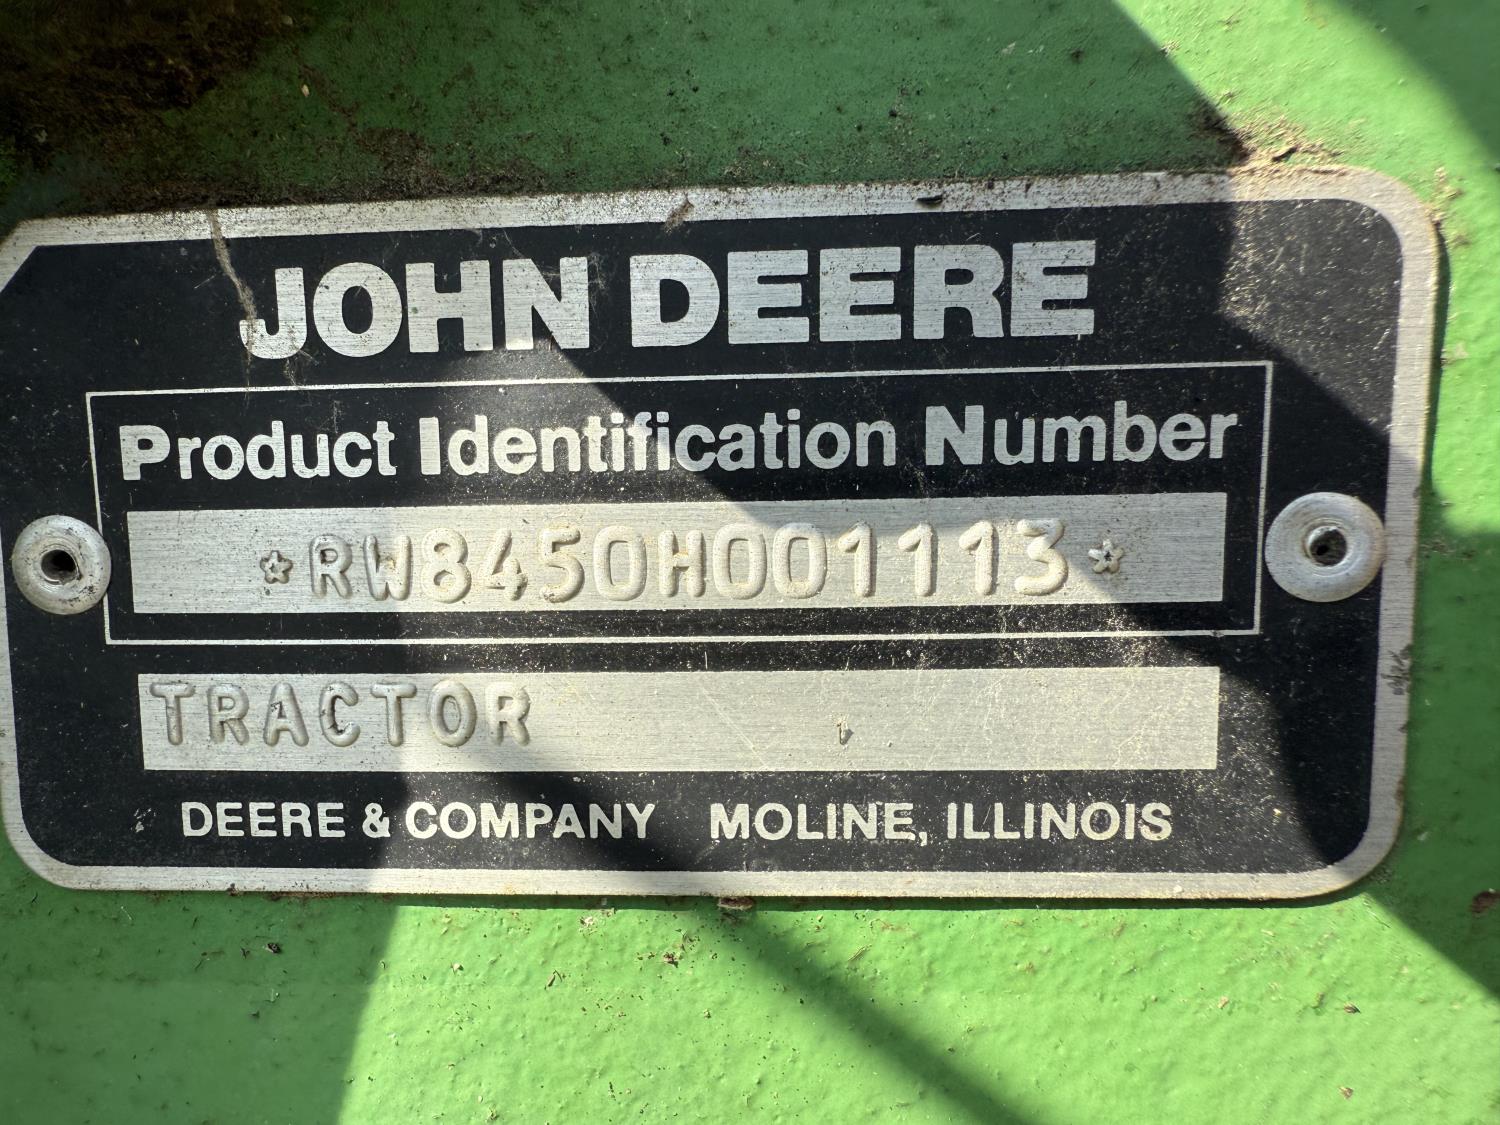 JOHN DEERE
Product Identification Number
*RW8450H001113*
TRACTOR
DEERE & COMPANY MOLINE, ILLINOIS